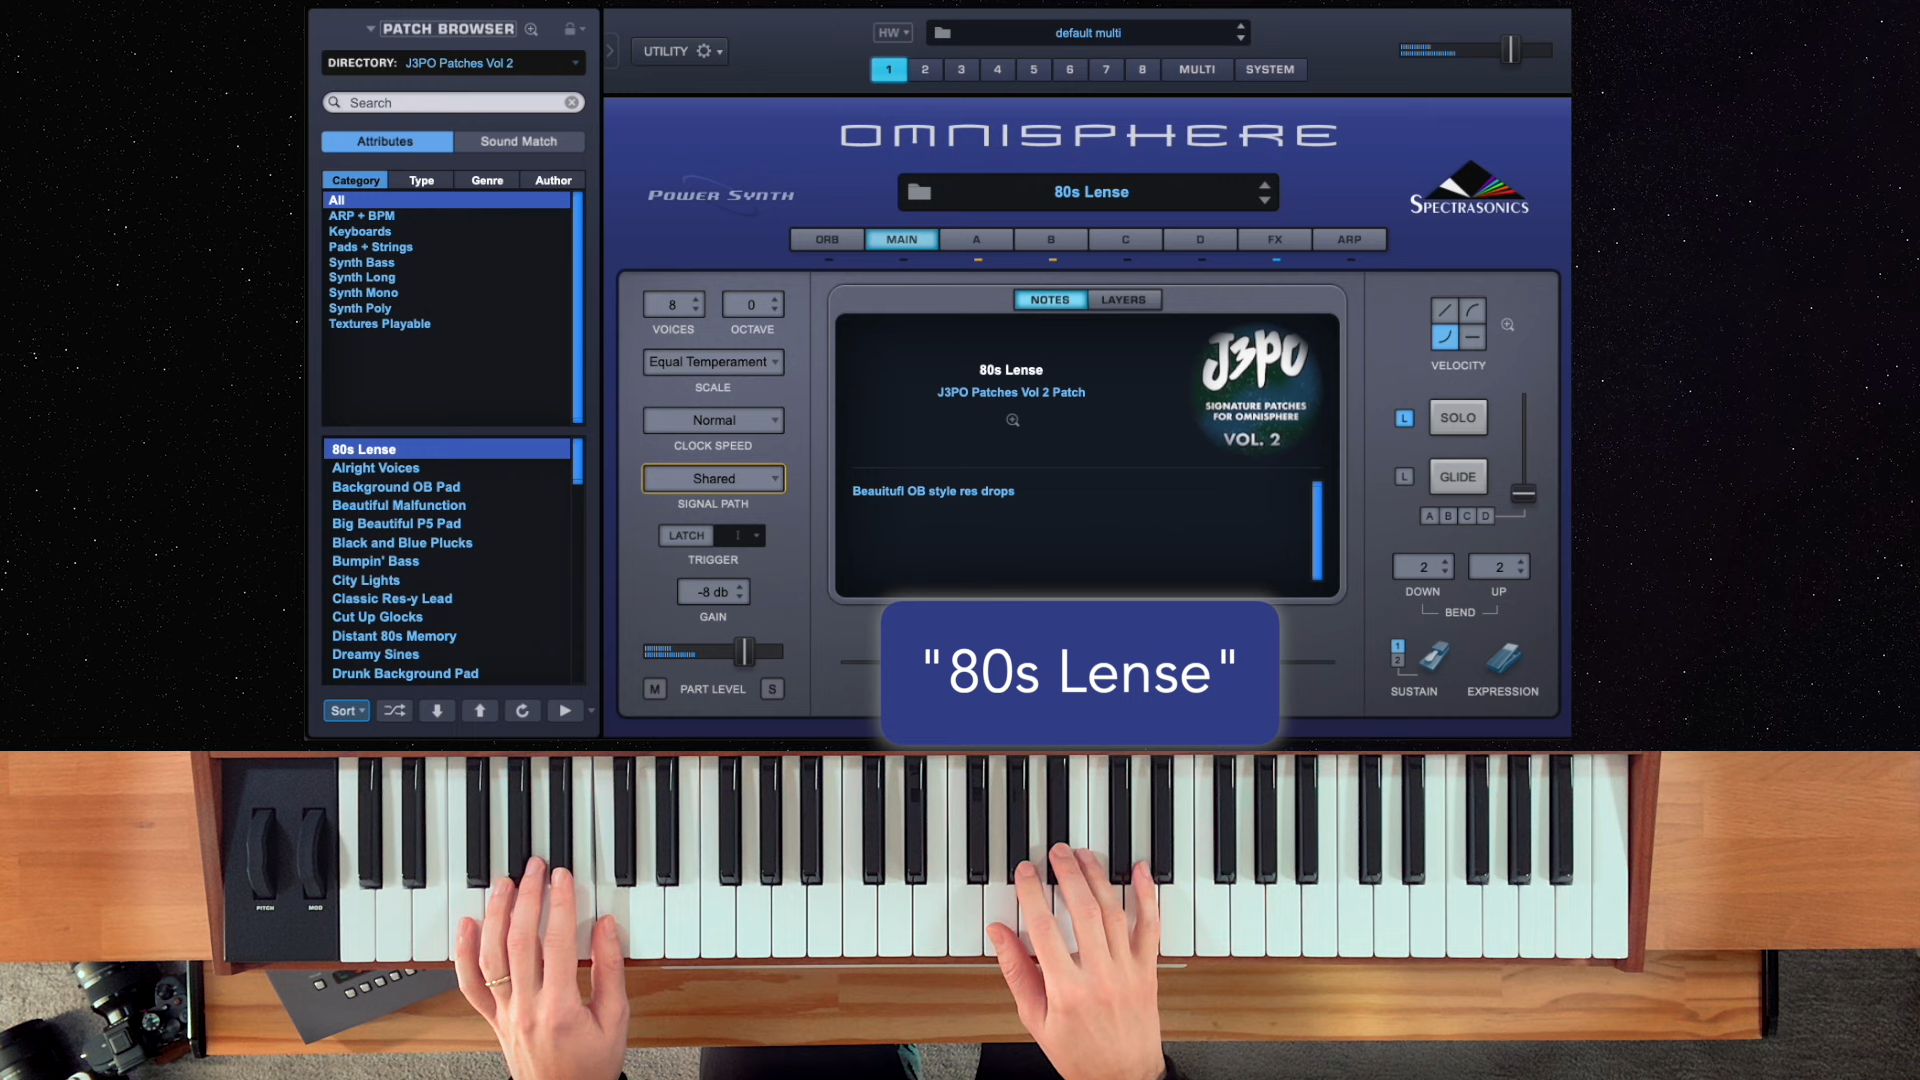 PATCH BROWSER
DIRECTORY: J3PO Patches Vol 2
Search
Attributes Sound Match
Category Type Genre Author
All
ARP + BPM
Keyboards
Pads + Strings
Synth Bass
Synth Long
Synth Mono
Synth Poly
Textures Playable
80s Lense
Alright Voices
Background OB Pad
Beautiful Malfunction
Big Beautiful P5 Pad
Black and Blue Plucks
Bumpin' Bass
City Lights
Classic Res-y Lead
Cut Up Glocks
Distant 80s Memory
Dreamy Sines
Drunk Background Pad
Sort
UTILITY
HW default multi
1 2 3 4 5 6 7 8 MULTI SYSTEM
OMNISPHERE
POWER SYNTH
80s Lense
SPECTRASONICS
ORB MAIN A B C D FX ARP
8 0
VOICES OCTAVE
Equal Temperament
SCALE
Normal
CLOCK SPEED
Shared
SIGNAL PATH
LATCH
TRIGGER
-8 db
GAIN
M PART LEVEL S
NOTES LAYERS
80s Lense
J3PO Patches Vol 2 Patch
J3PO
SIGNATURE PATCHES
FOR OMNISPHERE
VOL. 2
Beauitufl OB style res drops
VELOCITY
L SOLO
L GLIDE
A B C D
2 2
DOWN UP
BEND
1
2
SUSTAIN EXPRESSION
"80s Lense"
PITCH MOD